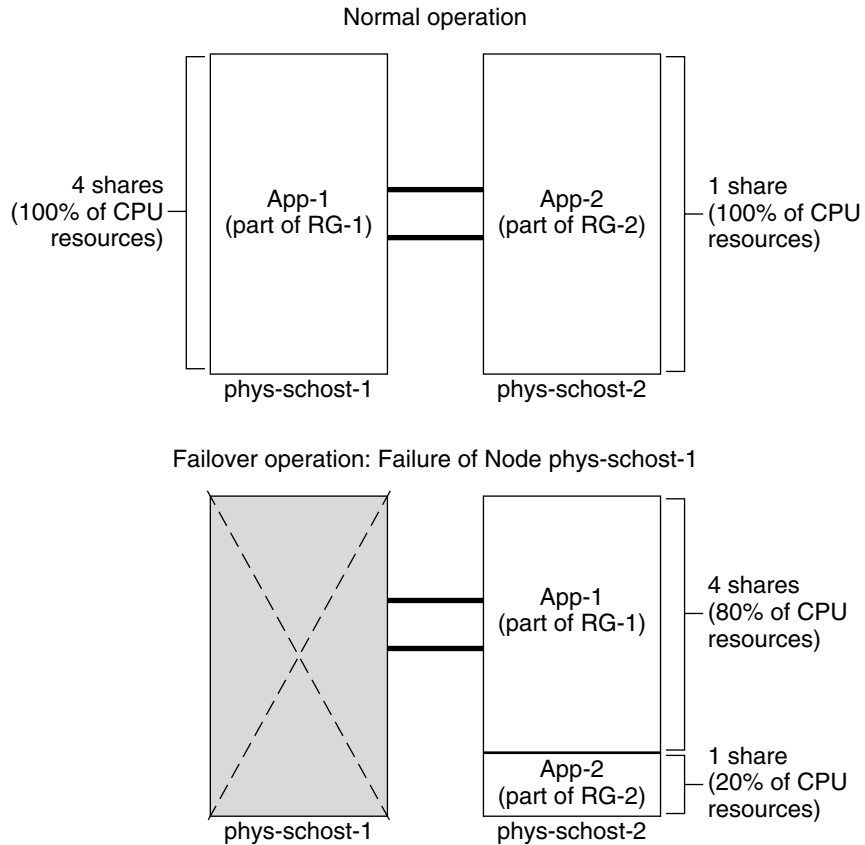 Normal operation
4 shares
(100% of CPU
resources)
App-1
(part of RG-1)
App-2
(part of RG-2)
1 share
(100% of CPU
resources)
phys-schost-1
phys-schost-2
Failover operation: Failure of Node phys-schost-1
App-1
(part of RG-1)
4 shares
(80% of CPU
resources)
App-2
(part of RG-2)
1 share
(20% of CPU
resources)
phys-schost-1
phys-schost-2